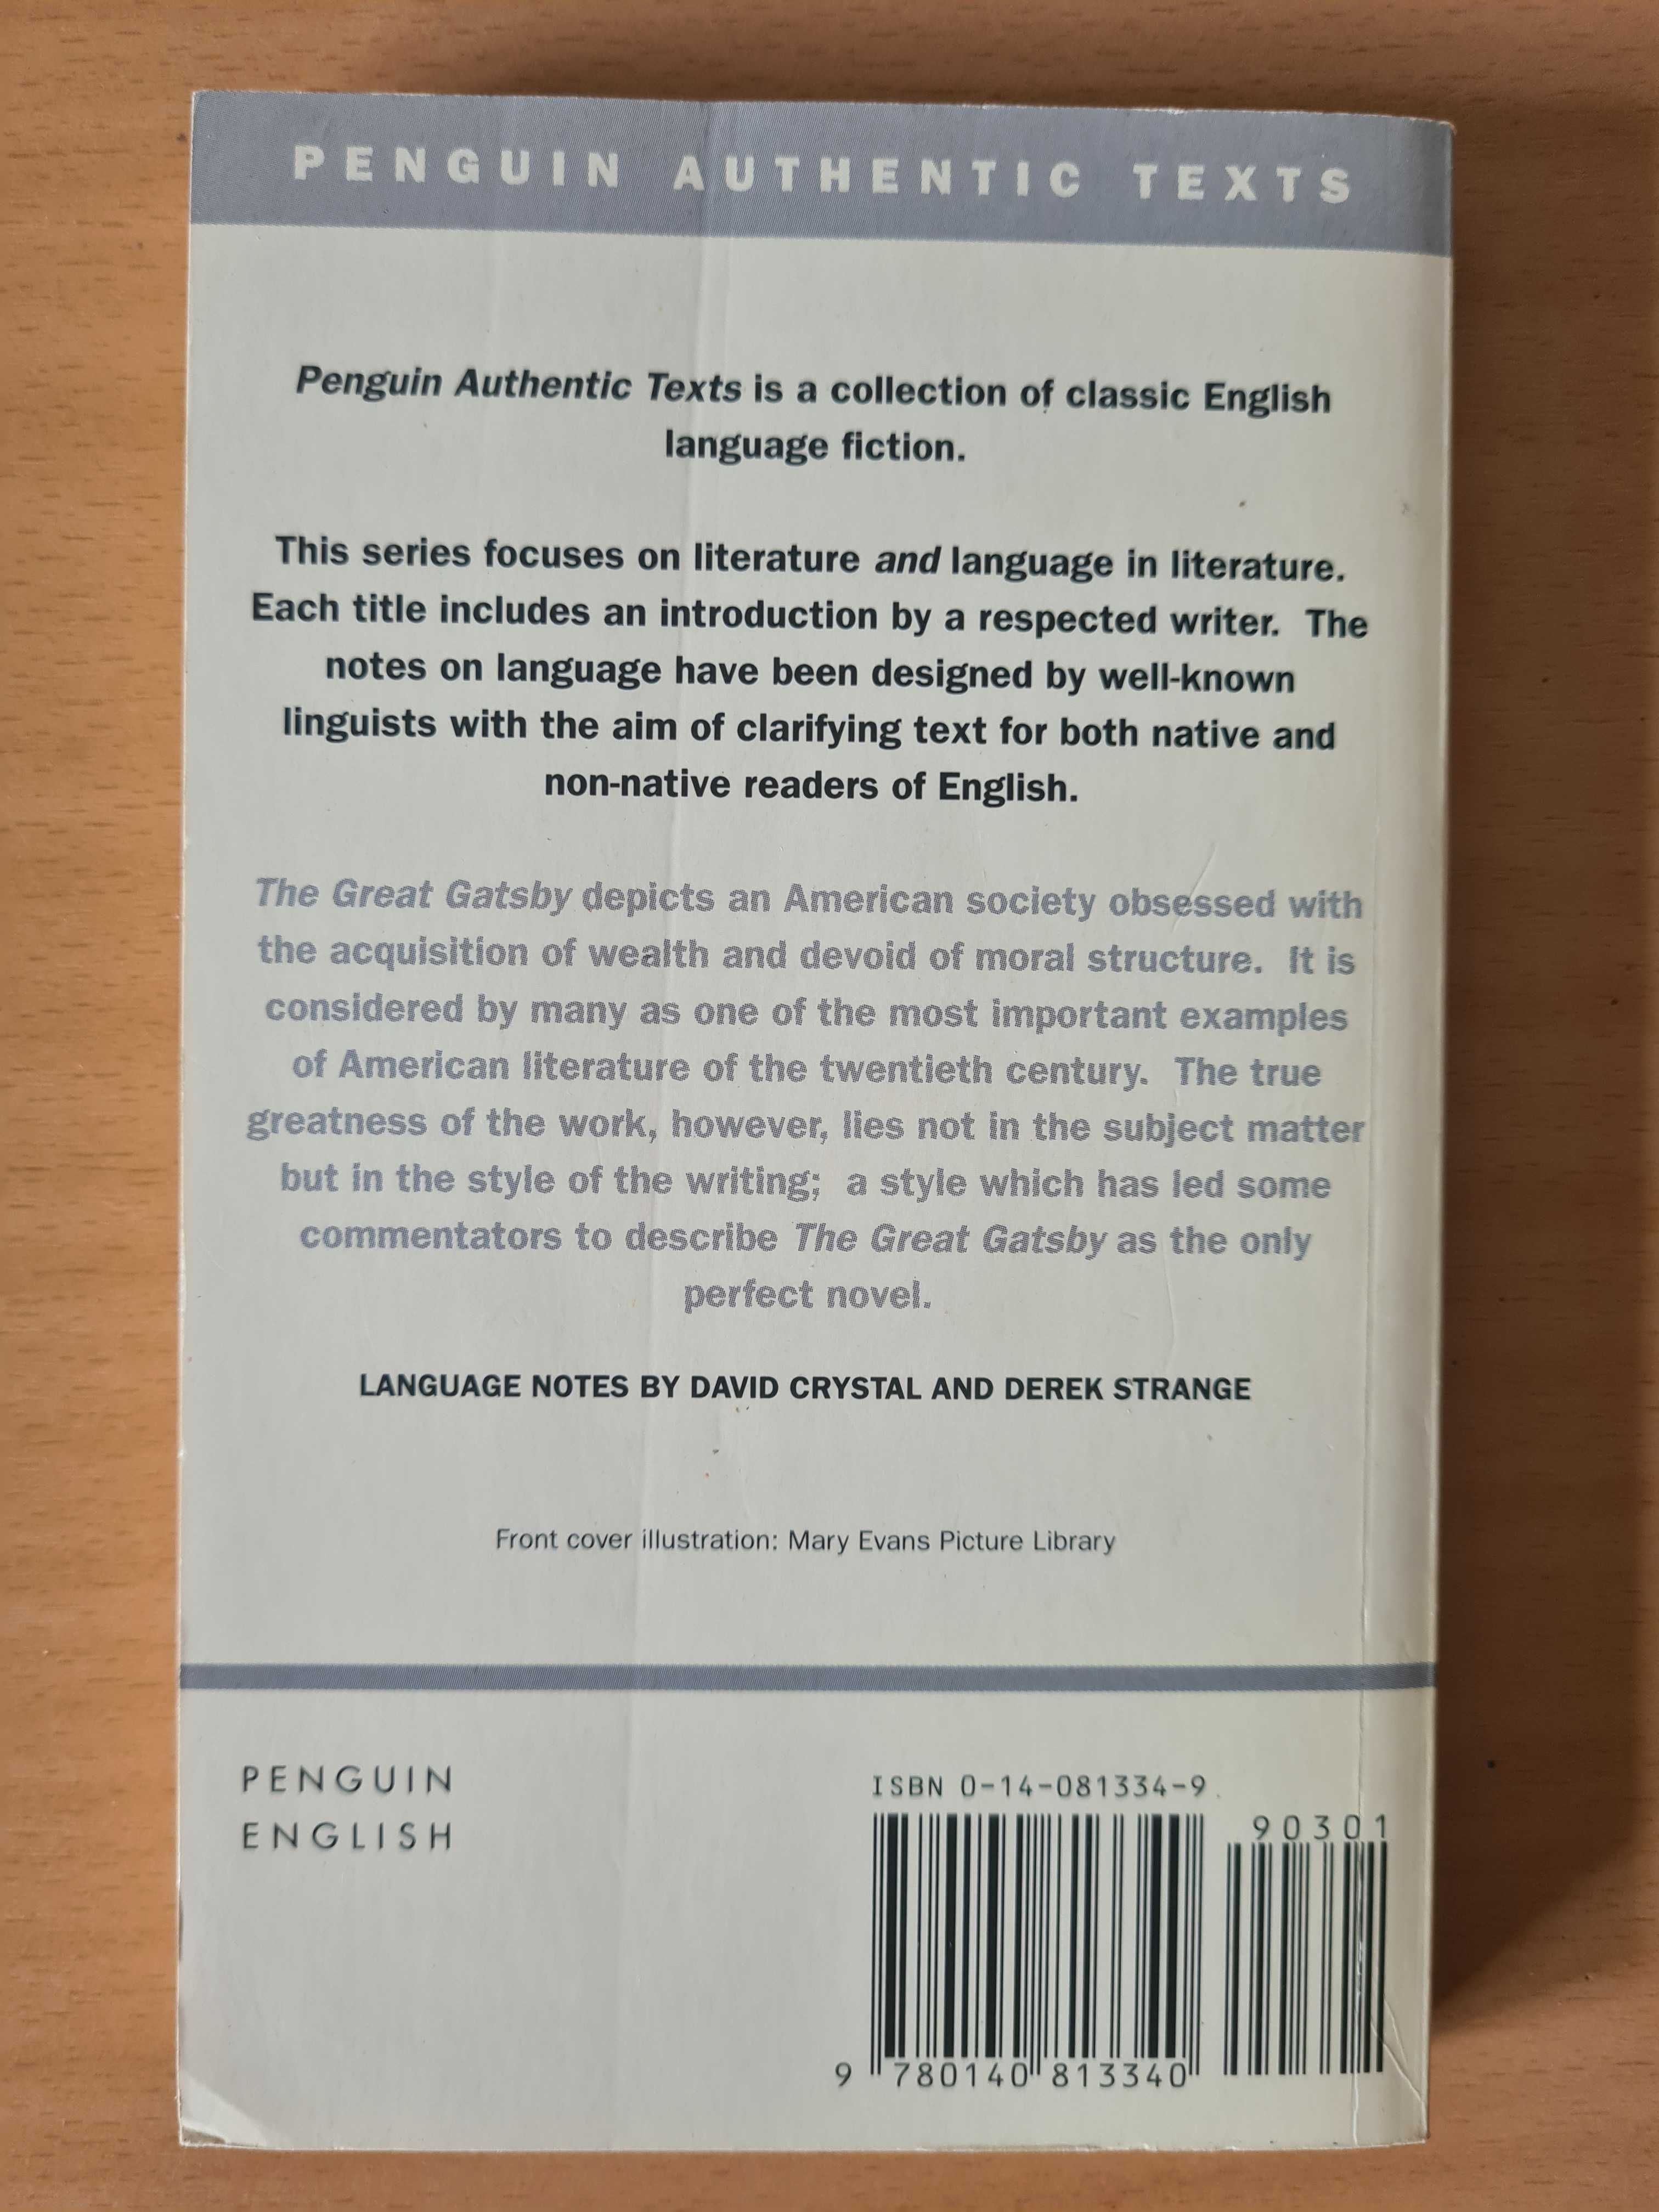 PENGUIN AUTHENTIC TEXTS
Penguin Authentic Texts is a collection of classic English
language fiction.
This series focuses on literature and language in literature.
Each title includes an introduction by a respected writer. The
notes on language have been designed by well-known
linguists with the aim of clarifying text for both native and
non-native readers of English.
The Great Gatsby depicts an American society obsessed with
the acquisition of wealth and devoid of moral structure. It is
considered by many as one of the most important examples
of American literature of the twentieth century. The true
greatness of the work, however, lies not in the subject matter
but in the style of the writing; a style which has led some
commentators to describe The Great Gatsby as the only
perfect novel.
LANGUAGE NOTES BY DAVID CRYSTAL AND DEREK STRANGE
Front cover illustration: Mary Evans Picture Library
PENGUIN
ENGLISH
ISBN 0-14-081334-9
90301
9 780140 813340